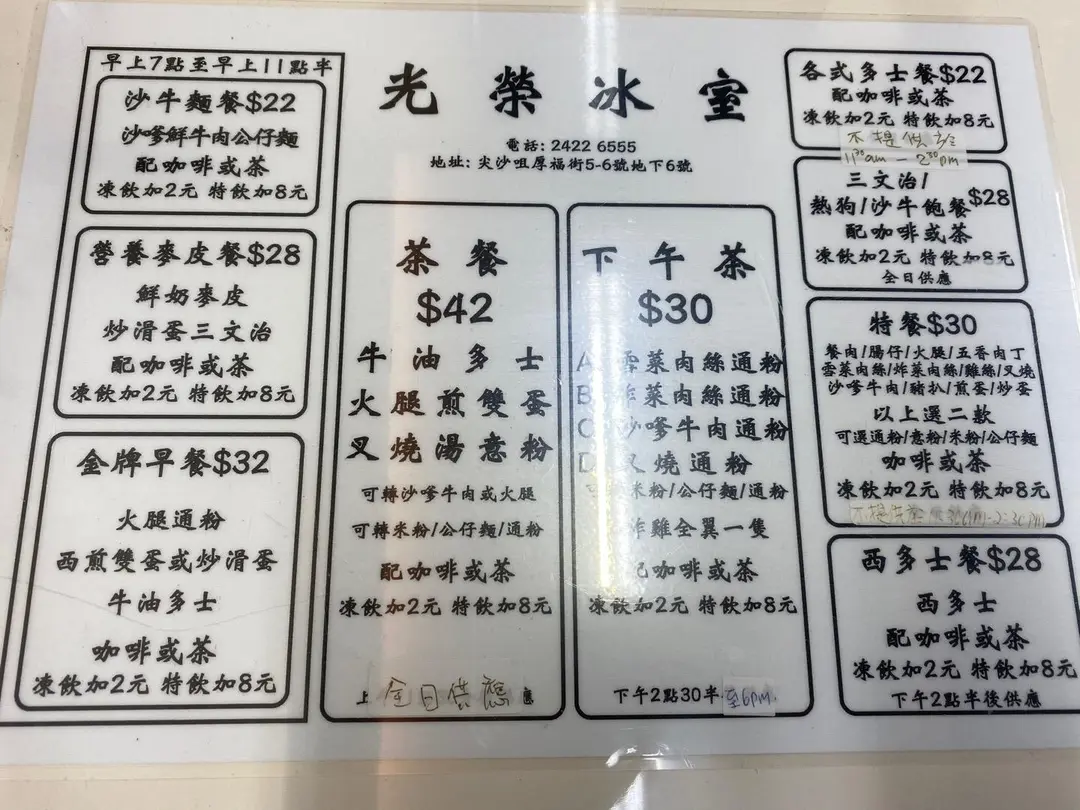 光榮冰室
電話: 2422 6555
地址: 尖沙咀厚福街5-6號地下6號
早上7點至早上11點半
沙牛麵餐$22
沙嗲鮮牛肉公仔麵
配咖啡或茶
凍飲加2元 特飲加8元
營養麥皮餐$28
鮮奶麥皮
炒滑蛋三文治
配咖啡或茶
凍飲加2元 特飲加8元
金牌早餐$32
火腿通粉
西煎雙蛋或炒滑蛋
牛油多士
咖啡或茶
凍飲加2元 特飲加8元
茶餐
$42
牛油多士
火腿煎雙蛋
叉燒湯意粉
可轉沙嗲牛肉或火腿
可轉米粉/公仔麵/通粉
配咖啡或茶
凍飲加2元 特飲加8元
上 全日供應 應
下午茶
$30
A 雪菜肉絲通粉
B 炸菜肉絲通粉
C 沙嗲牛肉通粉
D 叉燒通粉
可轉米粉/公仔麵/通粉
炸雞全翼一隻
配咖啡或茶
凍飲加2元 特飲加8元
下午2點30半 至6pm.
各式多士餐$22
配咖啡或茶
凍飲加2元 特飲加8元
不提供
11:30am - 2:30pm
三文治/
熱狗/沙牛飽餐 $28
配咖啡或茶
凍飲加2元 特飲加8元
全日供應
特餐$30
餐肉/腸仔/火腿/五香肉丁
雪菜肉絲/炸菜肉絲/雞絲/叉燒
沙嗲牛肉/豬扒/煎蛋/炒蛋
以上選二款
可選通粉/意粉/米粉/公仔麵
咖啡或茶
凍飲加2元 特飲加8元
不提供
西多士餐$28
西多士
配咖啡或茶
凍飲加2元 特飲加8元
下午2點半後供應